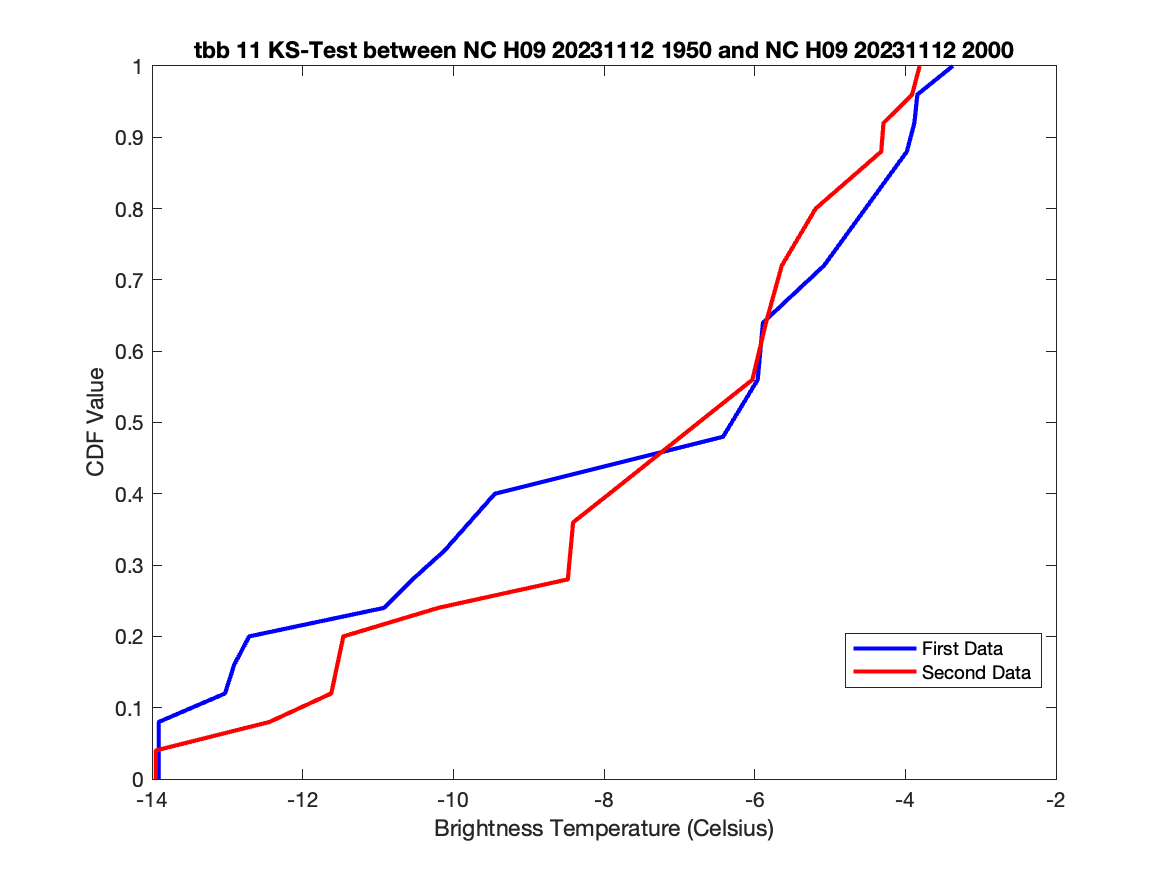 tbb 11 KS-Test between NC H09 20231112 1950 and NC H09 20231112 2000
1
0.9
0.8
0.7
0.6
0.5
0.4
0.3
0.2
0.1
0
CDF Value
First Data
Second Data
-14 -12 -10 -8 -6 -4 -2
Brightness Temperature (Celsius)